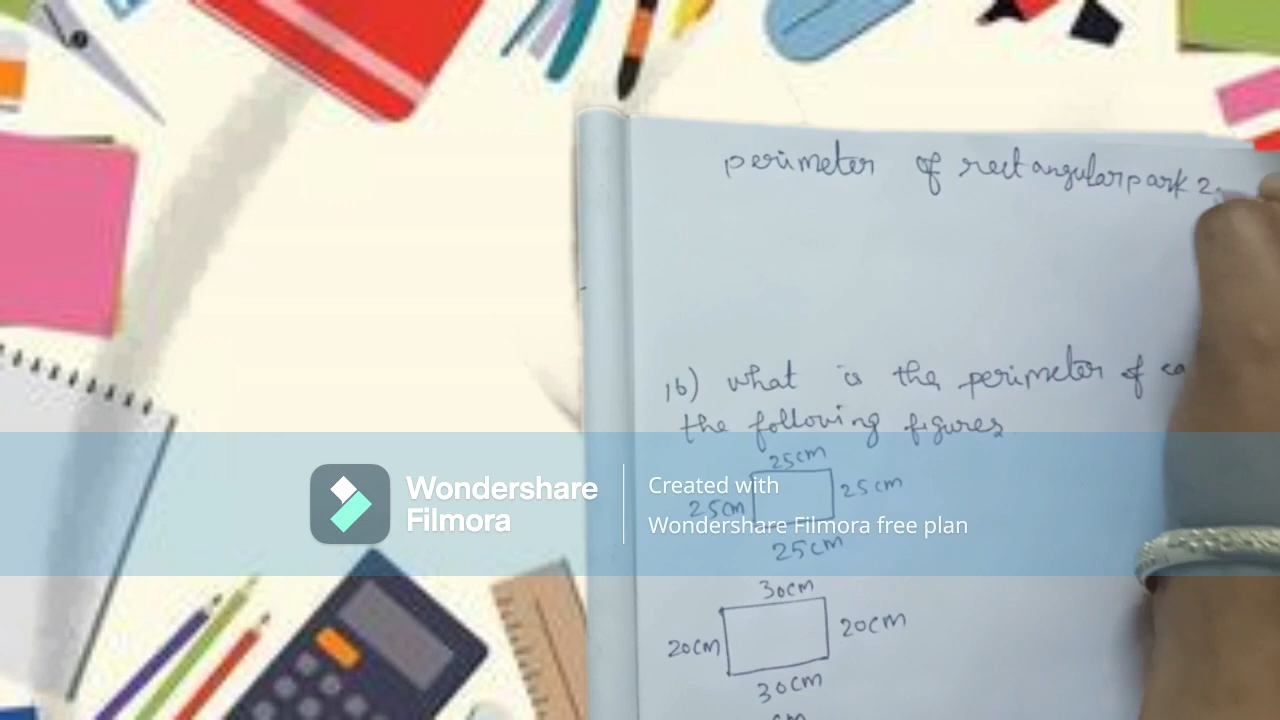 perimeter of rectangular park
16) what is the perimeter of
the following figures
25cm
25cm
25cm
25cm
30cm
20cm
20cm
30cm
cm
Wondershare
Filmora
Created with
Wondershare Filmora free plan